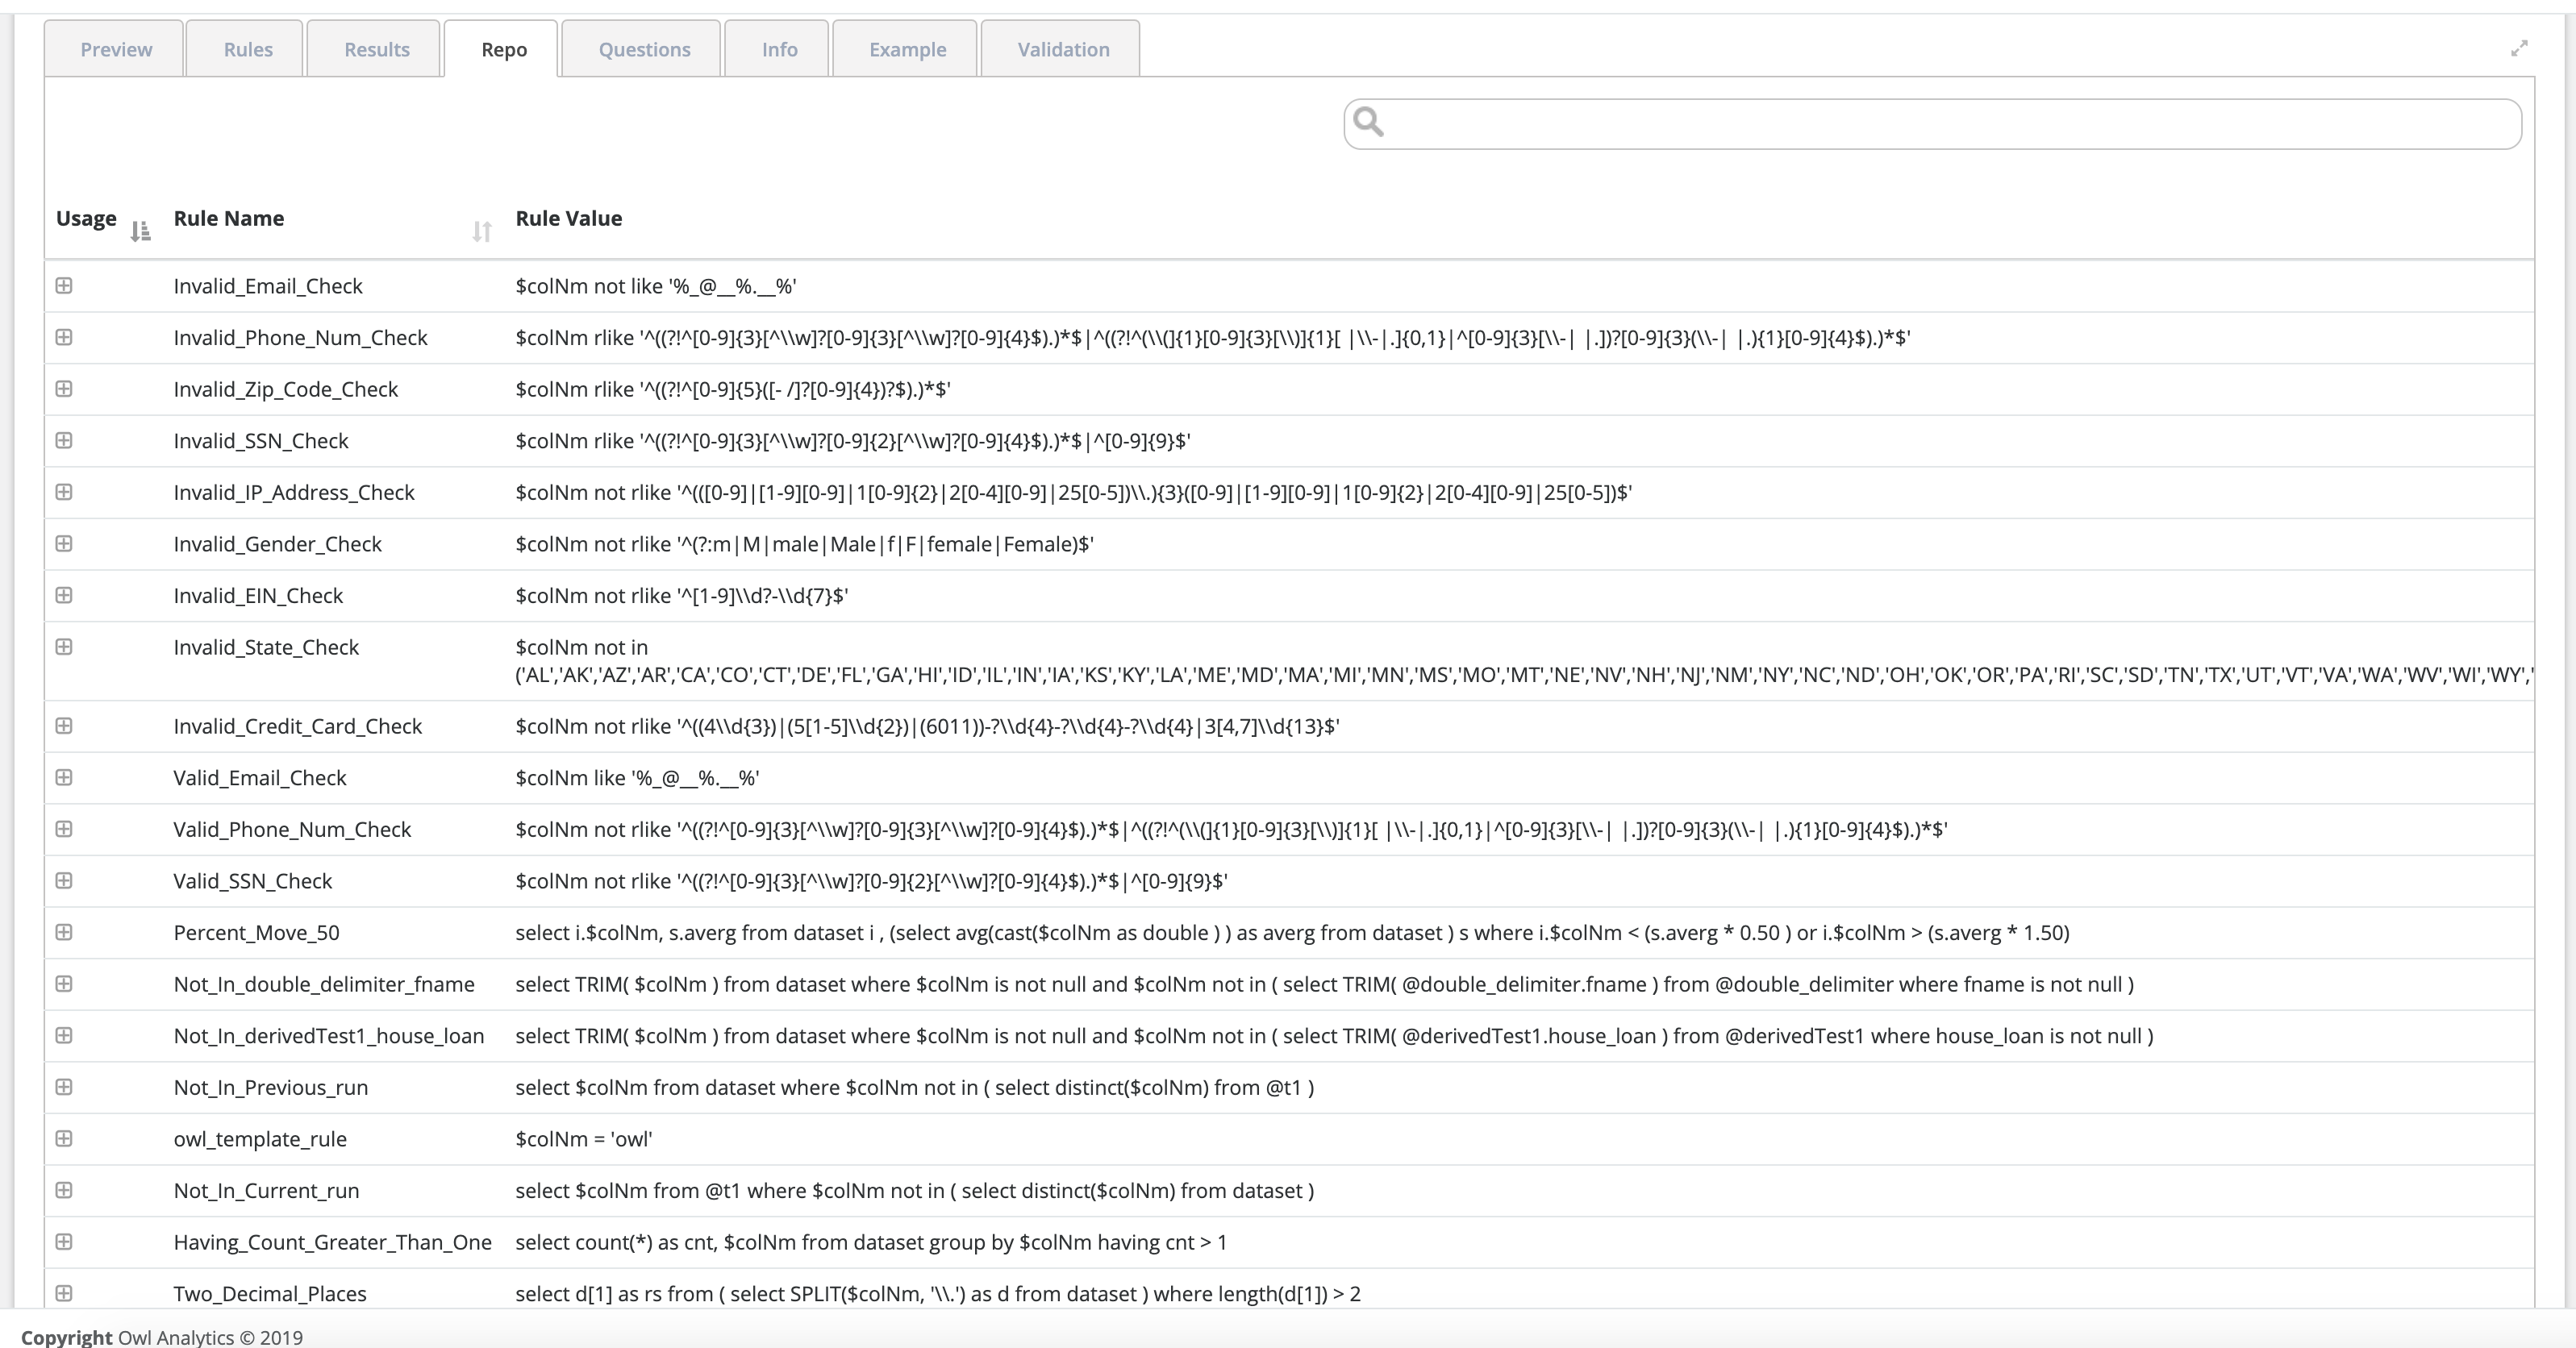 Preview Rules Results Repo Questions Info Example Validation
Usage Rule Name Rule Value
Invalid_Email_Check $colNm not like '%_@__%.__%'
Invalid_Phone_Num_Check $colNm rlike '^((?!^[0-9]{3}[^\\w]?[0-9]{3}[^\\w]?[0-9]{4}$).)*$|^((?!^(\\(]{1}[0-9]{3}[\\)]{1}[ |\\-|.]{0,1}|^[0-9]{3}[\\-| |.])?[0-9]{3}(\\-| |.){1}[0-9]{4}$).)*$'
Invalid_Zip_Code_Check $colNm rlike '^((?!^[0-9]{5}([- /]?[0-9]{4})?$).)*$'
Invalid_SSN_Check $colNm rlike '^((?!^[0-9]{3}[^\\w]?[0-9]{2}[^\\w]?[0-9]{4}$).)*$|^[0-9]{9}$'
Invalid_IP_Address_Check $colNm not rlike '^(([0-9]|[1-9][0-9]|1[0-9]{2}|2[0-4][0-9]|25[0-5])\\.){3}([0-9]|[1-9][0-9]|1[0-9]{2}|2[0-4][0-9]|25[0-5])$'
Invalid_Gender_Check $colNm not rlike '^(?:m|M|male|Male|f|F|female|Female)$'
Invalid_EIN_Check $colNm not rlike '^[1-9]\\d?-\\d{7}$'
Invalid_State_Check $colNm not in
('AL','AK','AZ','AR','CA','CO','CT','DE','FL','GA','HI','ID','IL','IN','IA','KS','KY','LA','ME','MD','MA','MI','MN','MS','MO','MT','NE','NV','NH','NJ','NM','NY','NC','ND','OH','OK','OR','PA','RI','SC','SD','TN','TX','UT','VT','VA','WA','WV','WI','WY','
Invalid_Credit_Card_Check $colNm not rlike '^((4\\d{3})|(5[1-5]\\d{2})|(6011))-?\\d{4}-?\\d{4}-?\\d{4}|3[4,7]\\d{13}$'
Valid_Email_Check $colNm like '%_@__%.__%'
Valid_Phone_Num_Check $colNm not rlike '^((?!^[0-9]{3}[^\\w]?[0-9]{3}[^\\w]?[0-9]{4}$).)*$|^((?!^(\\(]{1}[0-9]{3}[\\)]{1}[ |\\-|.]{0,1}|^[0-9]{3}[\\-| |.])?[0-9]{3}(\\-| |.){1}[0-9]{4}$).)*$'
Valid_SSN_Check $colNm not rlike '^((?!^[0-9]{3}[^\\w]?[0-9]{2}[^\\w]?[0-9]{4}$).)*$|^[0-9]{9}$'
Percent_Move_50 select i.$colNm, s.averg from dataset i , (select avg(cast($colNm as double ) ) as averg from dataset ) s where i.$colNm < (s.averg * 0.50 ) or i.$colNm > (s.averg * 1.50)
Not_In_double_delimiter_fname select TRIM( $colNm ) from dataset where $colNm is not null and $colNm not in ( select TRIM( @double_delimiter.fname ) from @double_delimiter where fname is not null )
Not_In_derivedTest1_house_loan select TRIM( $colNm ) from dataset where $colNm is not null and $colNm not in ( select TRIM( @derivedTest1.house_loan ) from @derivedTest1 where house_loan is not null )
Not_In_Previous_run select $colNm from dataset where $colNm not in ( select distinct($colNm) from @t1 )
owl_template_rule $colNm = 'owl'
Not_In_Current_run select $colNm from @t1 where $colNm not in ( select distinct($colNm) from dataset )
Having_Count_Greater_Than_One select count(*) as cnt, $colNm from dataset group by $colNm having cnt > 1
Two_Decimal_Places select d[1] as rs from ( select SPLIT($colNm, '\\.') as d from dataset ) where length(d[1]) > 2
Copyright Owl Analytics © 2019